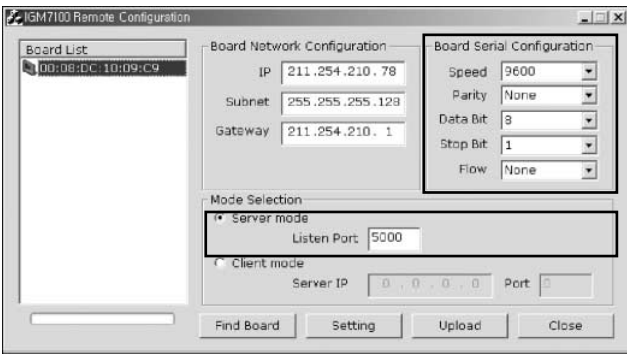 IGM7100 Remote Configuration
Board List
00:08:DC:10:09:C9
Board Network Configuration
IP 211.254.210. 78
Subnet 255.255.255.128
Gateway 211.254.210. 1
Board Serial Configuration
Speed 9600
Parity None
Data Bit 8
Stop Bit 1
Flow None
Mode Selection
Server mode
Listen Port 5000
Client mode
Server IP 0 . 0 . 0 . 0 Port 0
Find Board Setting Upload Close